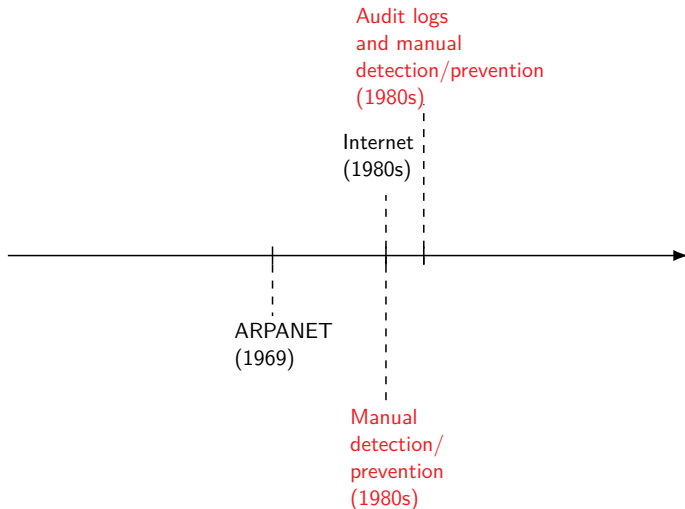 Audit logs
and manual
detection/prevention
(1980s)
Internet
(1980s)
ARPANET
(1969)
Manual
detection/
prevention
(1980s)